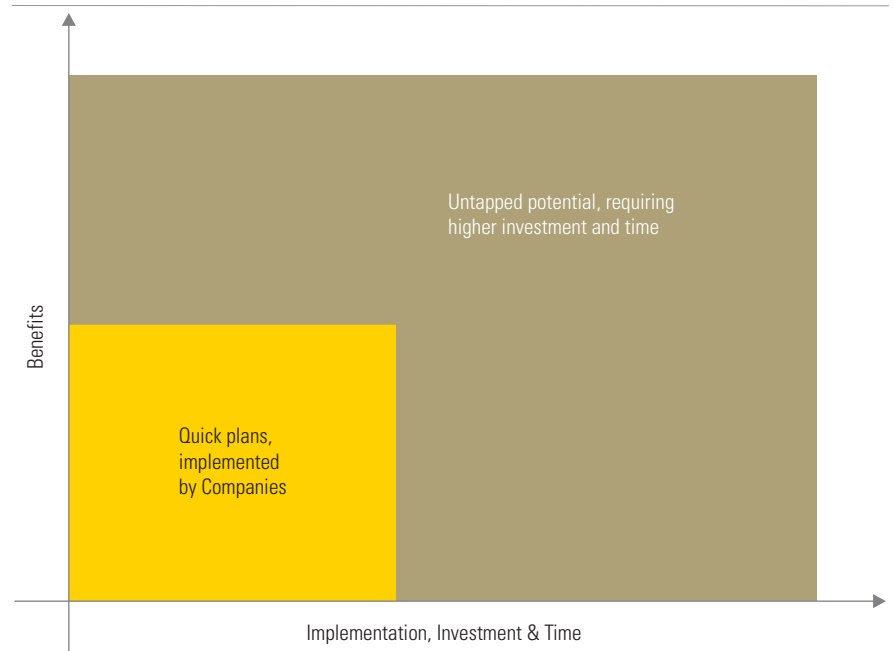 Untapped potential, requiring
higher investment and time
Benefits
Quick plans,
implemented
by Companies
Implementation, Investment & Time